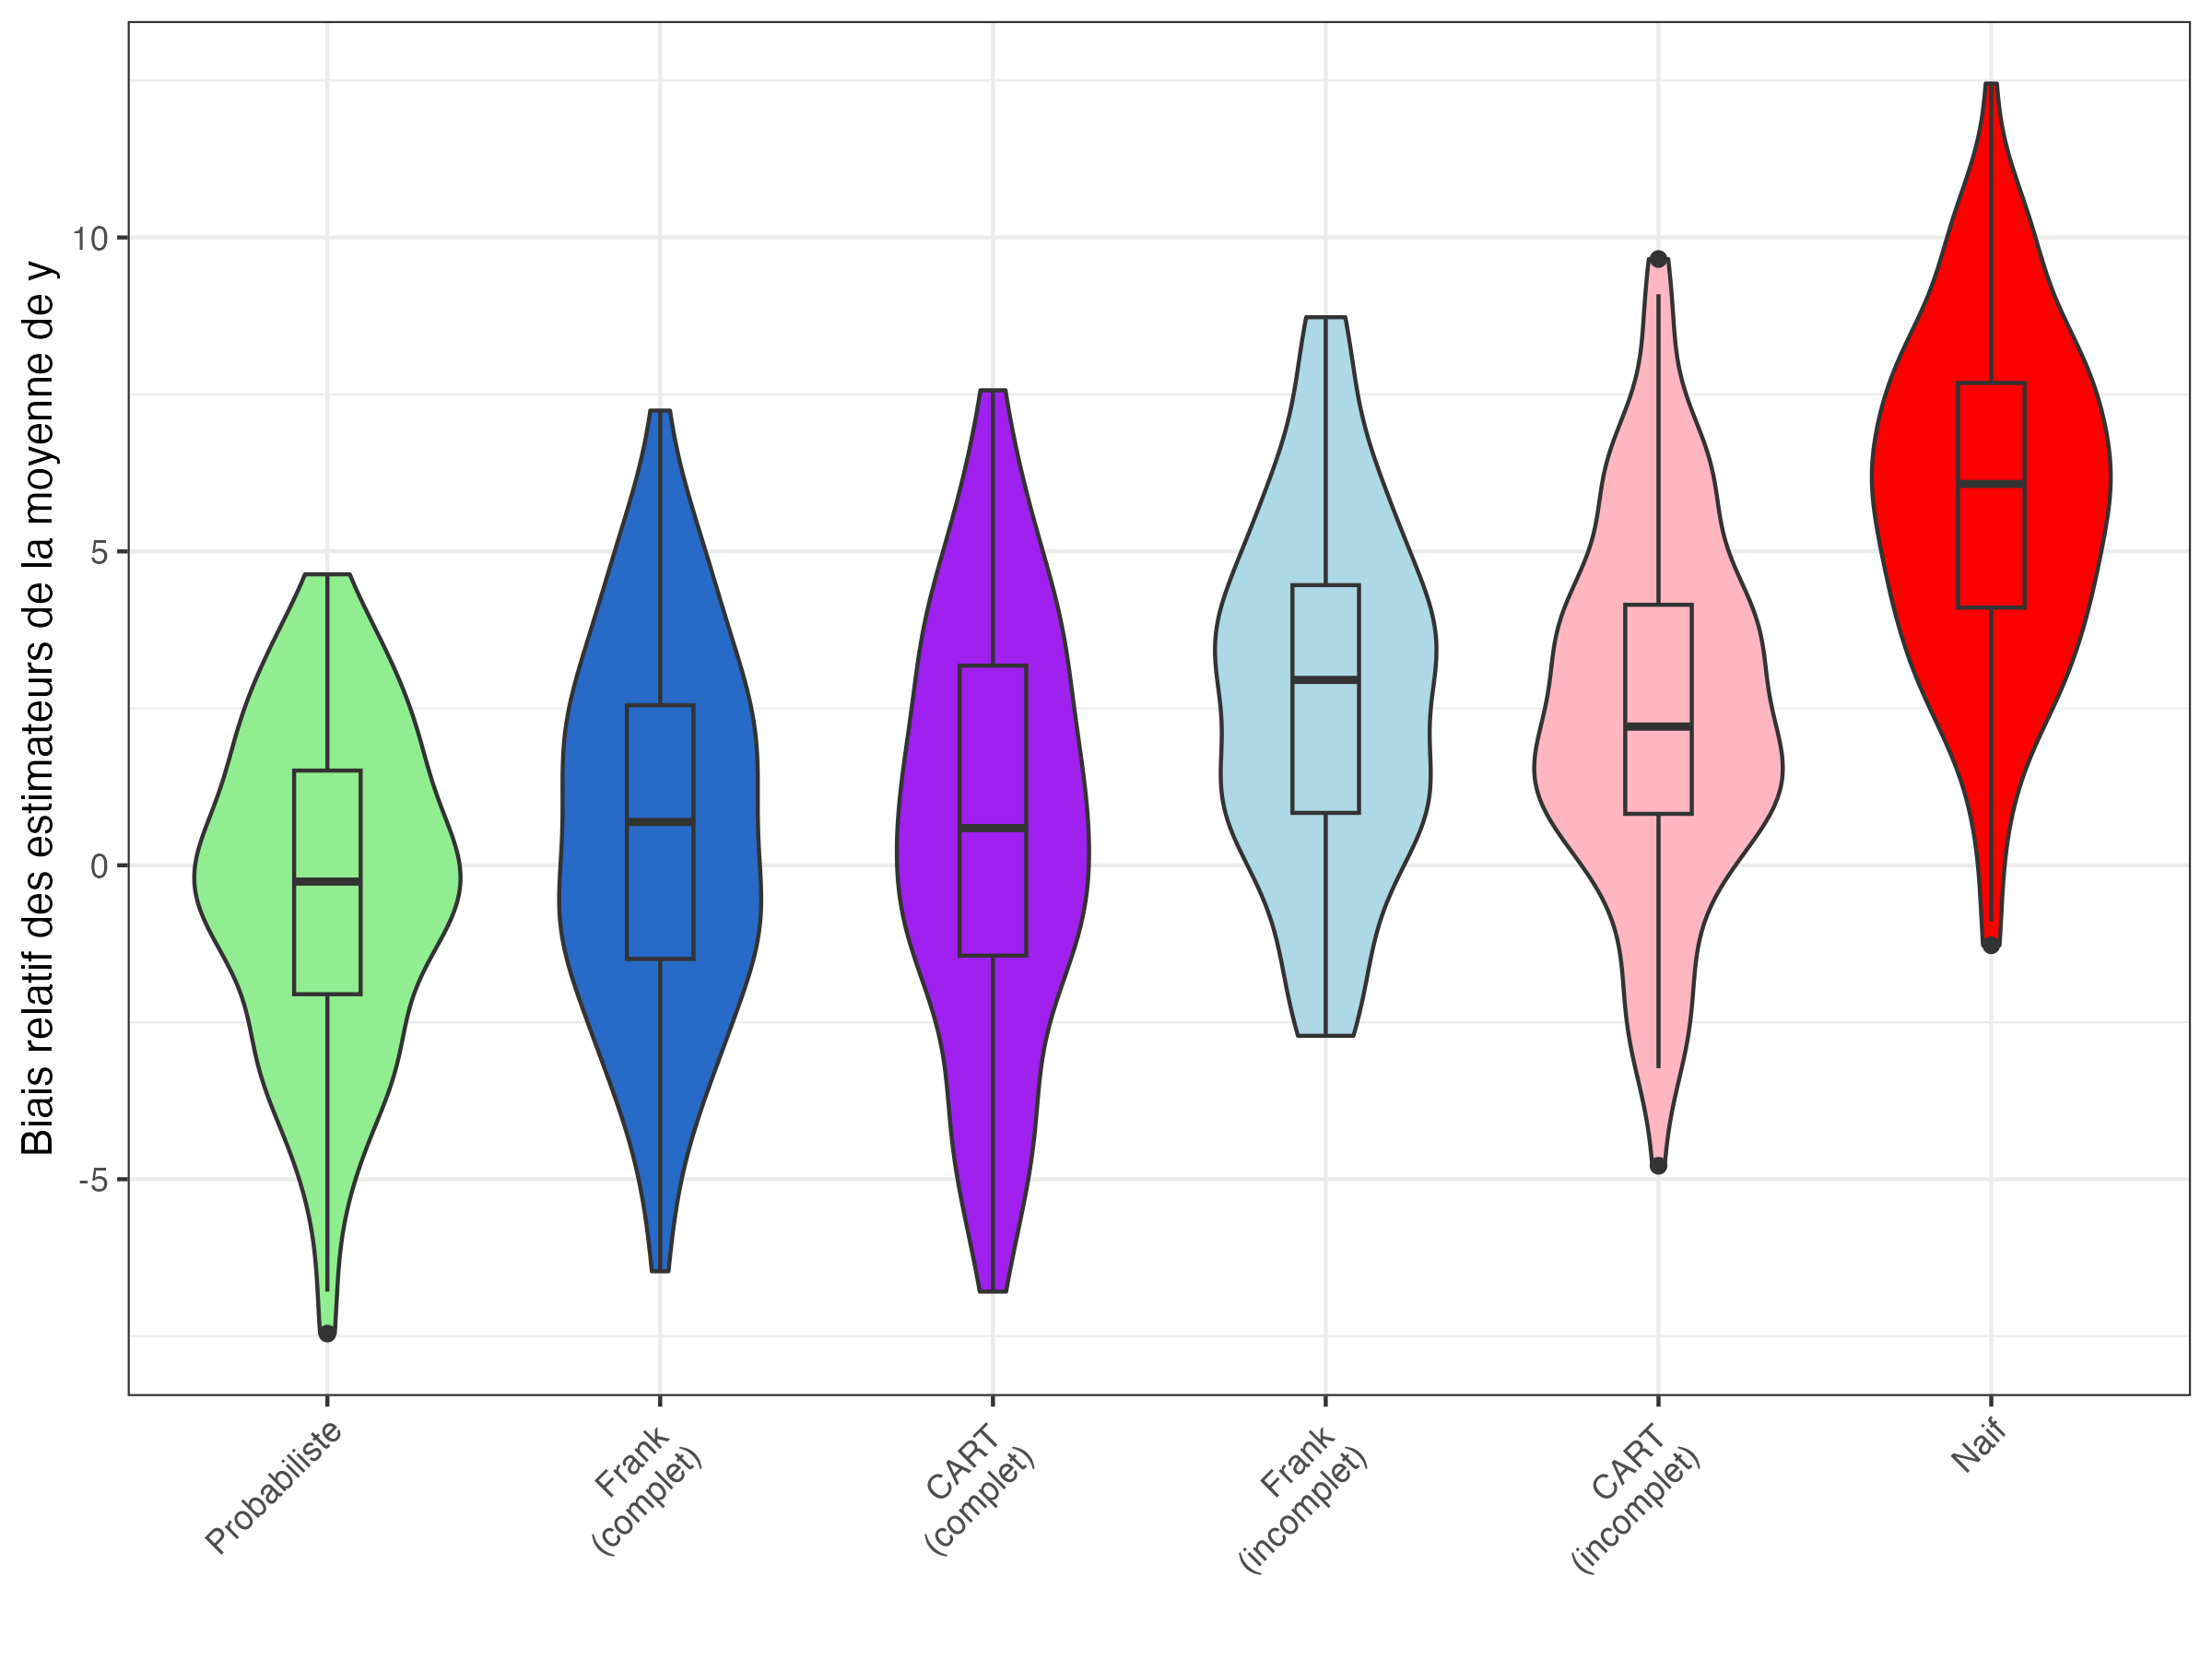 Biais relatif des estimateurs de la moyenne de y
10
5
0
-5
Probabiliste
Frank
(complet)
CART
(complet)
Frank
(incomplet)
CART
(incomplet)
Naif